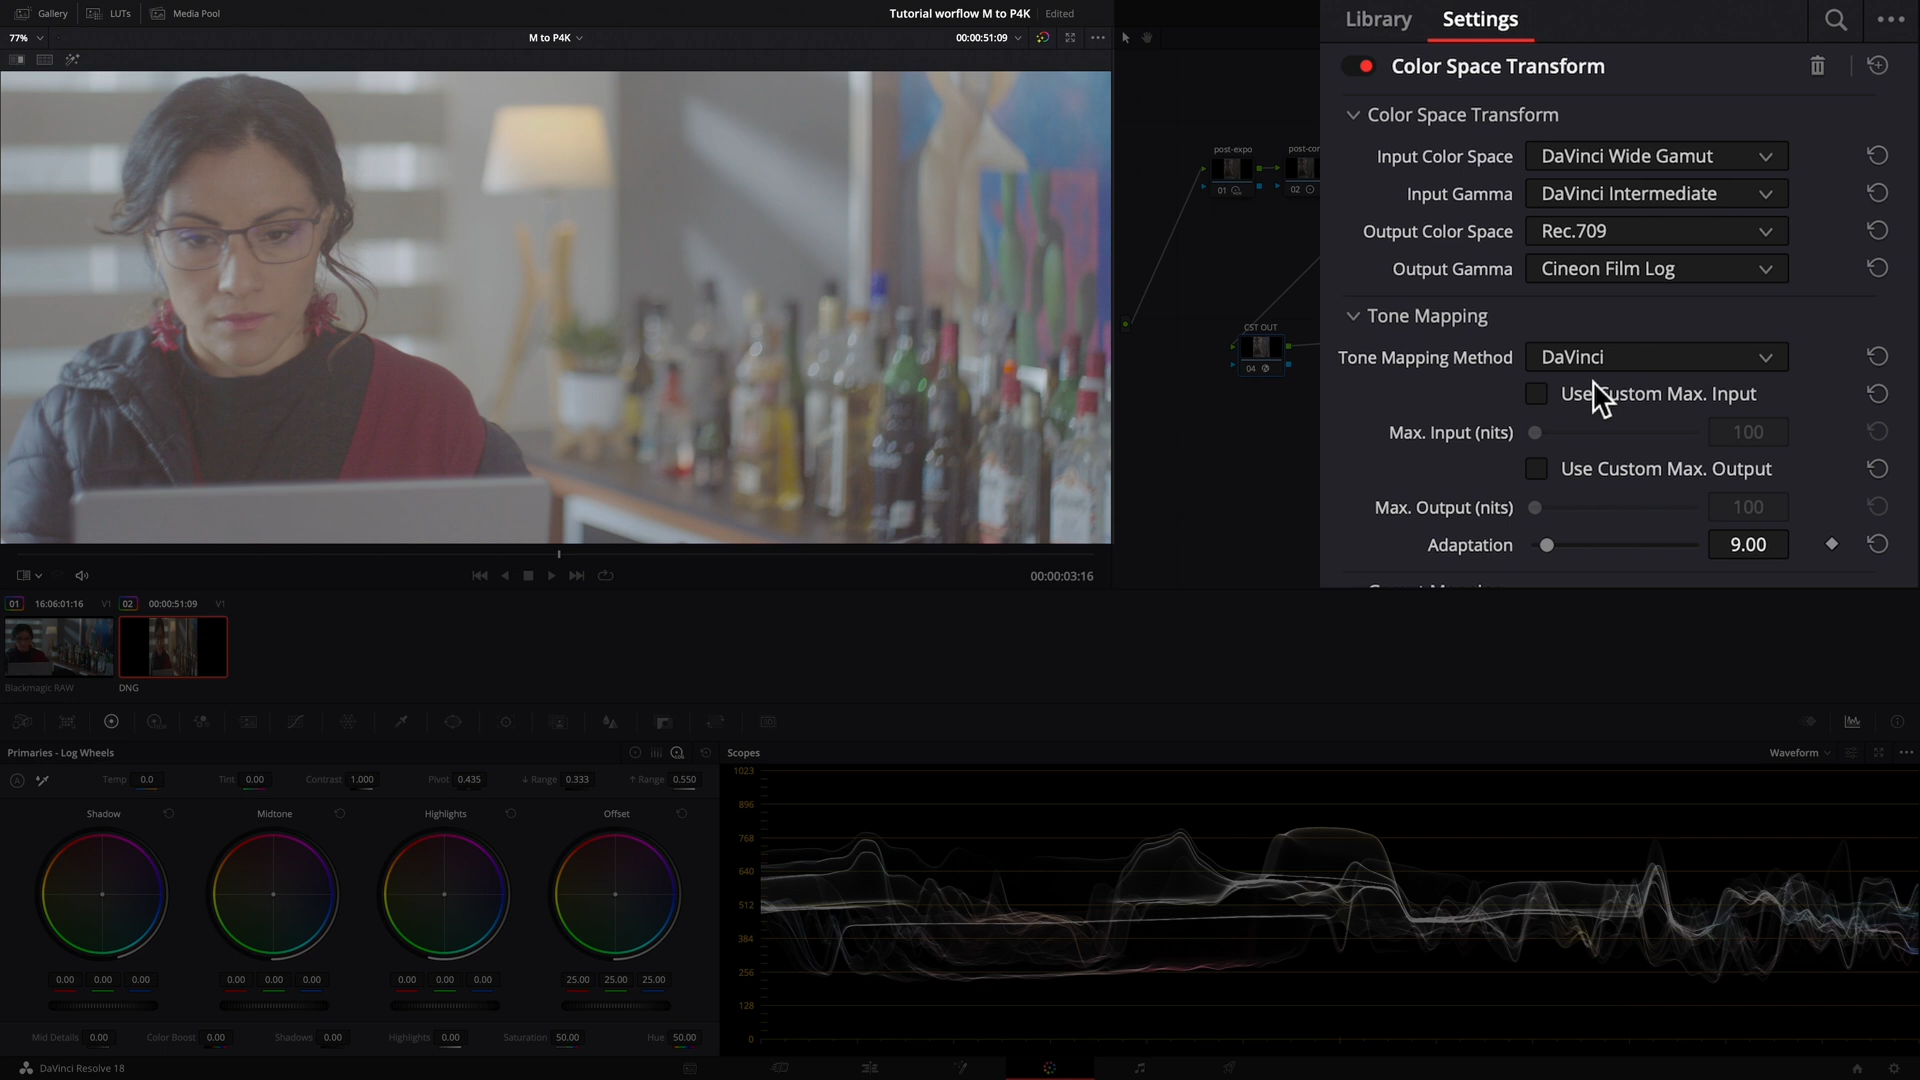 Gallery LUTs Media Pool Tutorial worflow M to P4K Edited
77% M to P4K 00:00:51:09
Library Settings
Color Space Transform
Color Space Transform
Input Color Space DaVinci Wide Gamut
Input Gamma DaVinci Intermediate
Output Color Space Rec.709
Output Gamma Cineon Film Log
Tone Mapping
Tone Mapping Method DaVinci
Use Custom Max. Input
Max. Input (nits) 100
Use Custom Max. Output
Max. Output (nits) 100
Adaptation 9.00
post-expo
01
02
CST OUT
04
00:00:03:16
01 16:06:01:16 V1 02 00:00:51:09 V1
Blackmagic RAW DNG
Primaries - Log Wheels
Temp 0.0 Tint 0.00 Contrast 1.000 Pivot 0.435 Range 0.333 Range 0.550
Shadow Midtone Highlights Offset
0.00 0.00 0.00 0.00 0.00 0.00 0.00 0.00 0.00 25.00 25.00 25.00
Mid Details 0.00 Color Boost 0.00 Shadows 0.00 Highlights 0.00 Saturation 50.00 Hue 50.00
Scopes Waveform
1023
896
768
640
512
384
256
128
0
DaVinci Resolve 18